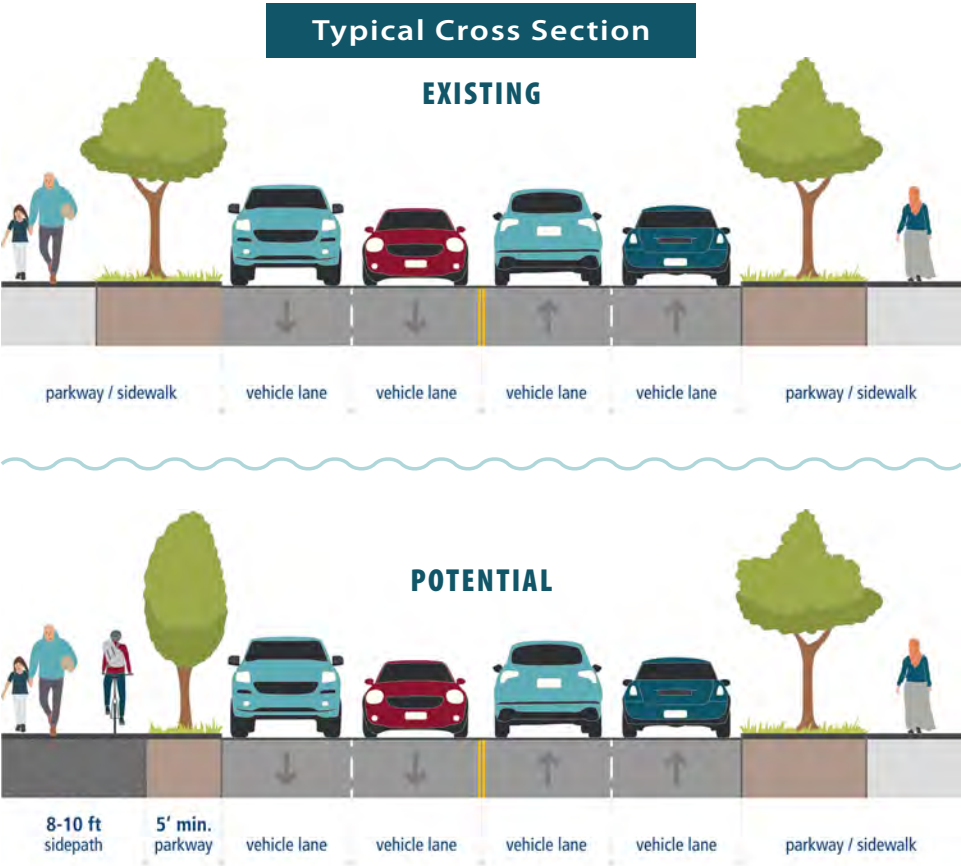 Typical Cross Section
EXISTING
parkway / sidewalk
vehicle lane
vehicle lane
vehicle lane
vehicle lane
parkway / sidewalk
POTENTIAL
8-10 ft
sidepath
5’ min.
parkway
vehicle lane
vehicle lane
vehicle lane
vehicle lane
parkway / sidewalk